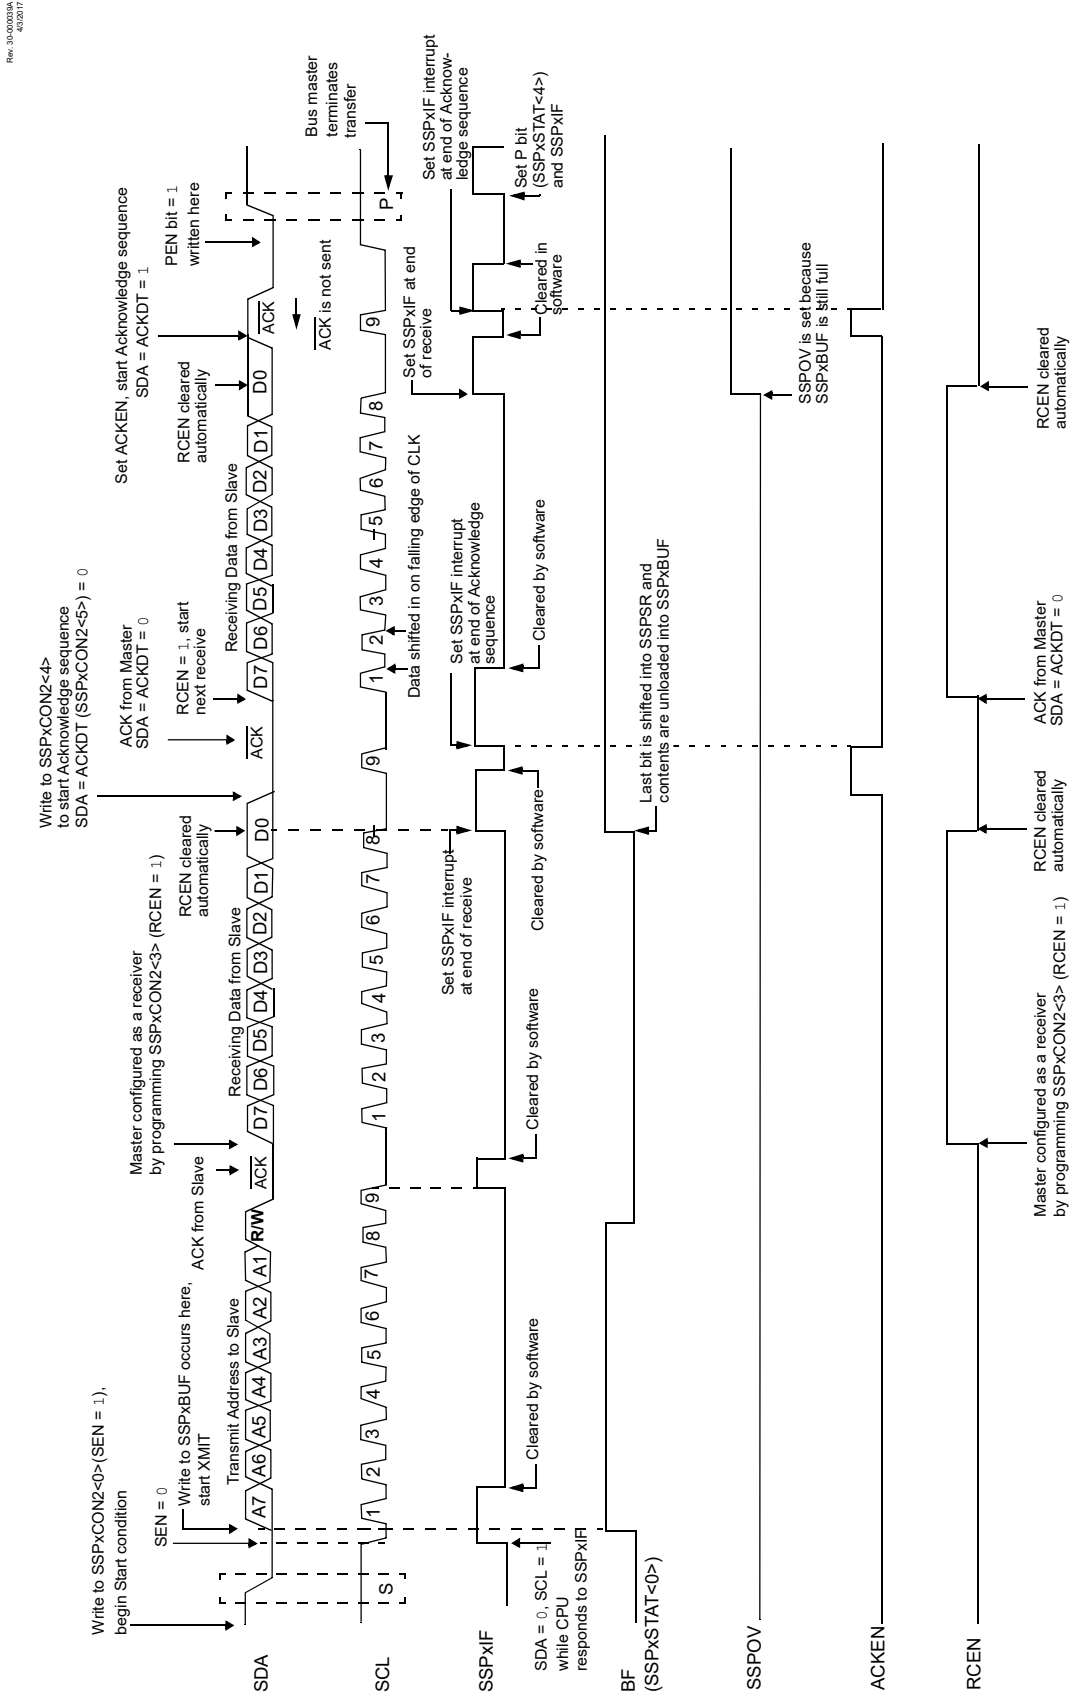 Rev. 30-000039A
4/3/2017
Write to SSPxCON2<0>(SEN = 1),
begin Start condition
SEN = 0
Write to SSPxBUF occurs here,
start XMIT
Transmit Address to Slave
ACK from Slave
Master configured as a receiver
by programming SSPxCON2<3> (RCEN = 1)
Receiving Data from Slave
RCEN cleared
automatically
Write to SSPxCON2<4>
to start Acknowledge sequence
SDA = ACKDT (SSPxCON2<5>) = 0
ACK from Master
SDA = ACKDT = 0
RCEN = 1, start
next receive
Receiving Data from Slave
RCEN cleared
automatically
Set ACKEN, start Acknowledge sequence
SDA = ACKDT = 1
PEN bit = 1
written here
SDA
A7 A6 A5 A4 A3 A2 A1 R/W ACK D7 D6 D5 D4 D3 D2 D1 D0 ACK D7 D6 D5 D4 D3 D2 D1 D0 ACK
ACK is not sent
Bus master
terminates
transfer
SCL
S 1 2 3 4 5 6 7 8 9 1 2 3 4 5 6 7 8 9 1 2 3 4 5 6 7 8 9 P
Data shifted in on falling edge of CLK
Set SSPxIF interrupt
at end of receive
Set SSPxIF interrupt
at end of Acknowledge
sequence
Set SSPxIF at end
of receive
Set SSPxIF interrupt
at end of Acknow-
ledge sequence
SSPxIF
SDA = 0, SCL = 1
while CPU
responds to SSPxIF
Cleared by software
Cleared by software
Cleared by software
Cleared by software
Cleared in
software
Set P bit
(SSPxSTAT<4>)
and SSPxIF
BF
(SSPxSTAT<0>)
Last bit is shifted into SSPSR and
contents are unloaded into SSPxBUF
SSPOV
SSPOV is set because
SSPxBUF is still full
ACKEN
RCEN
Master configured as a receiver
by programming SSPxCON2<3> (RCEN = 1)
RCEN cleared
automatically
ACK from Master
SDA = ACKDT = 0
RCEN cleared
automatically